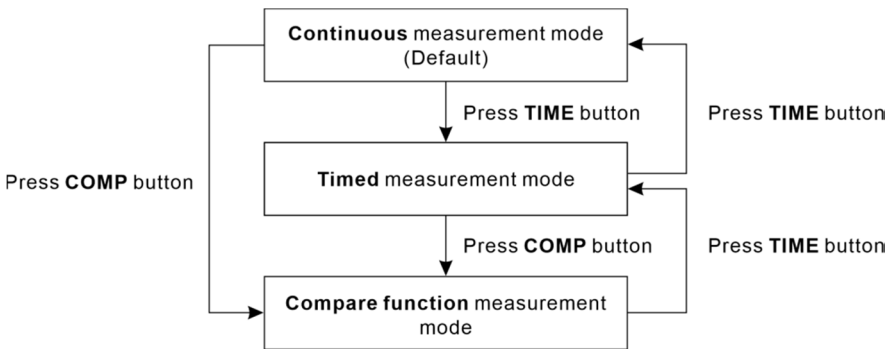 Continuous measurement mode
(Default)
Press TIME button
Press TIME button
Timed measurement mode
Press COMP button
Press COMP button
Press TIME button
Compare function measurement
mode